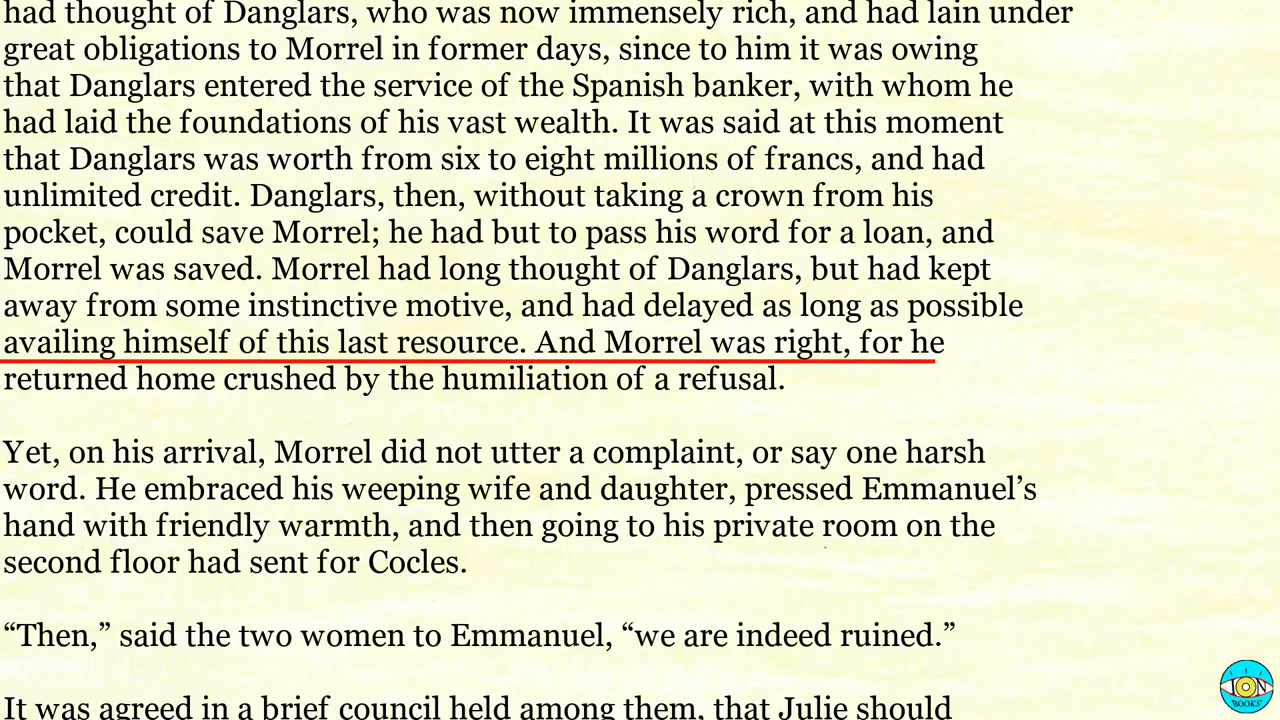 had thought of Danglars, who was now immensely rich, and had lain under
great obligations to Morrel in former days, since to him it was owing
that Danglars entered the service of the Spanish banker, with whom he
had laid the foundations of his vast wealth. It was said at this moment
that Danglars was worth from six to eight millions of francs, and had
unlimited credit. Danglars, then, without taking a crown from his
pocket, could save Morrel; he had but to pass his word for a loan, and
Morrel was saved. Morrel had long thought of Danglars, but had kept
away from some instinctive motive, and had delayed as long as possible
availing himself of this last resource. And Morrel was right, for he
returned home crushed by the humiliation of a refusal.
Yet, on his arrival, Morrel did not utter a complaint, or say one harsh
word. He embraced his weeping wife and daughter, pressed Emmanuel’s
hand with friendly warmth, and then going to his private room on the
second floor had sent for Cocles.
“Then,” said the two women to Emmanuel, “we are indeed ruined.”
It was agreed in a brief council held among them, that Julie should
ION
BOOKS